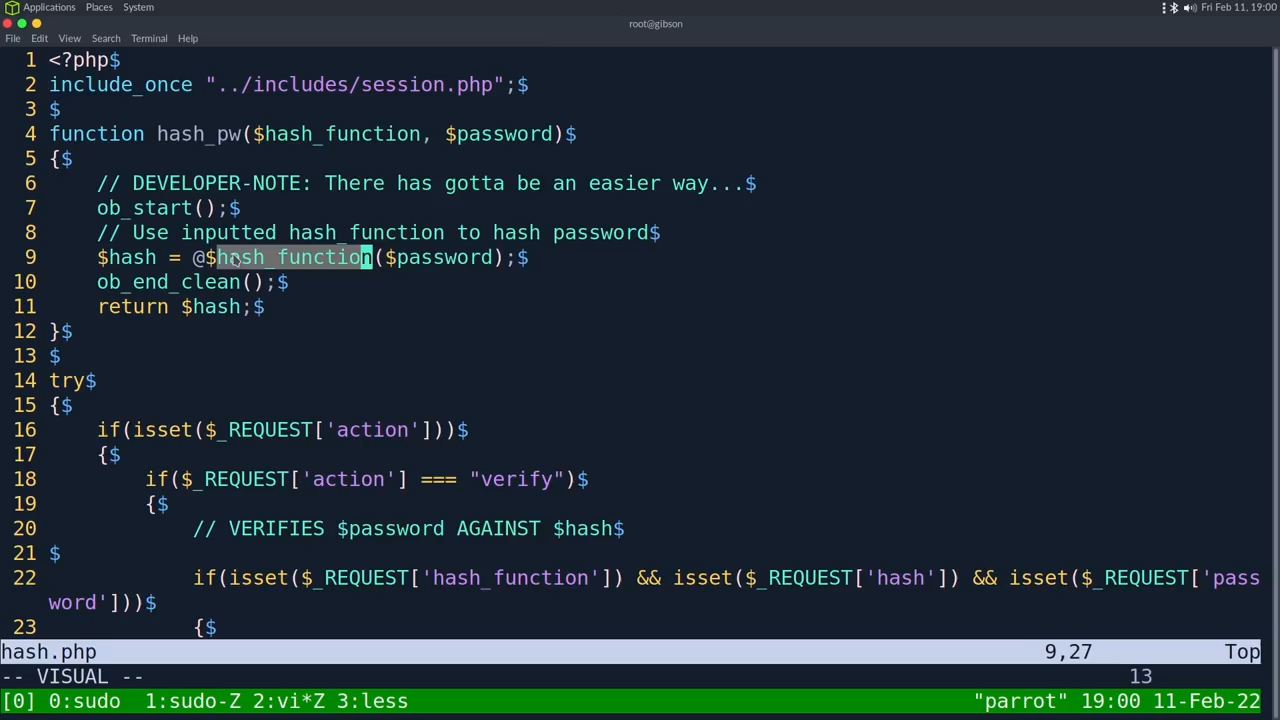 Applications Places System Fri Feb 11, 19:00
root@gibson
File Edit View Search Terminal Help
1 <?php$
2 include_once "../includes/session.php";$
3 $
4 function hash_pw($hash_function, $password)$
5 {$
6 // DEVELOPER-NOTE: There has gotta be an easier way...$
7 ob_start();$
8 // Use inputted hash_function to hash password$
9 $hash = @$hash_function($password);$
10 ob_end_clean();$
11 return $hash;$
12 }$
13 $
14 try$
15 {$
16 if(isset($_REQUEST['action']))$
17 {$
18 if($_REQUEST['action'] === "verify")$
19 {$
20 // VERIFIES $password AGAINST $hash$
21 $
22 if(isset($_REQUEST['hash_function']) && isset($_REQUEST['hash']) && isset($_REQUEST['pass
word']))$
23 {$
hash.php 9,27 Top
-- VISUAL -- 13
[0] 0:sudo 1:sudo-Z 2:vi*Z 3:less "parrot" 19:00 11-Feb-22